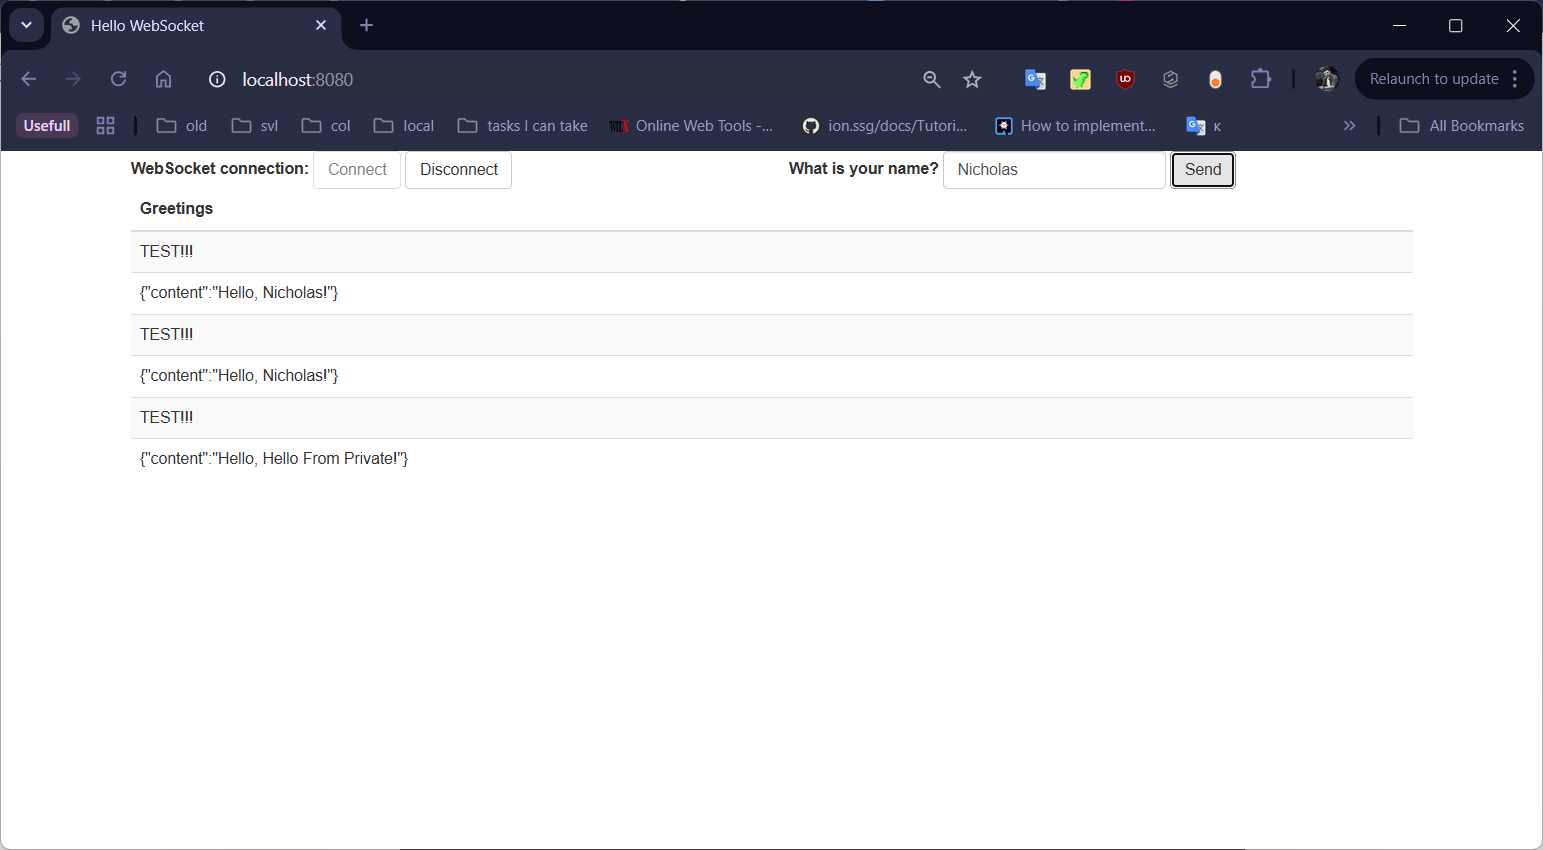 Hello WebSocket
localhost:8080
Relaunch to update
Usefull old svl col local tasks I can take Online Web Tools -... ion.ssg/docs/Tutori... How to implement... к All Bookmarks
WebSocket connection: Connect Disconnect What is your name? Nicholas Send
Greetings
TEST!!!
{"content":"Hello, Nicholas!"}
TEST!!!
{"content":"Hello, Nicholas!"}
TEST!!!
{"content":"Hello, Hello From Private!"}